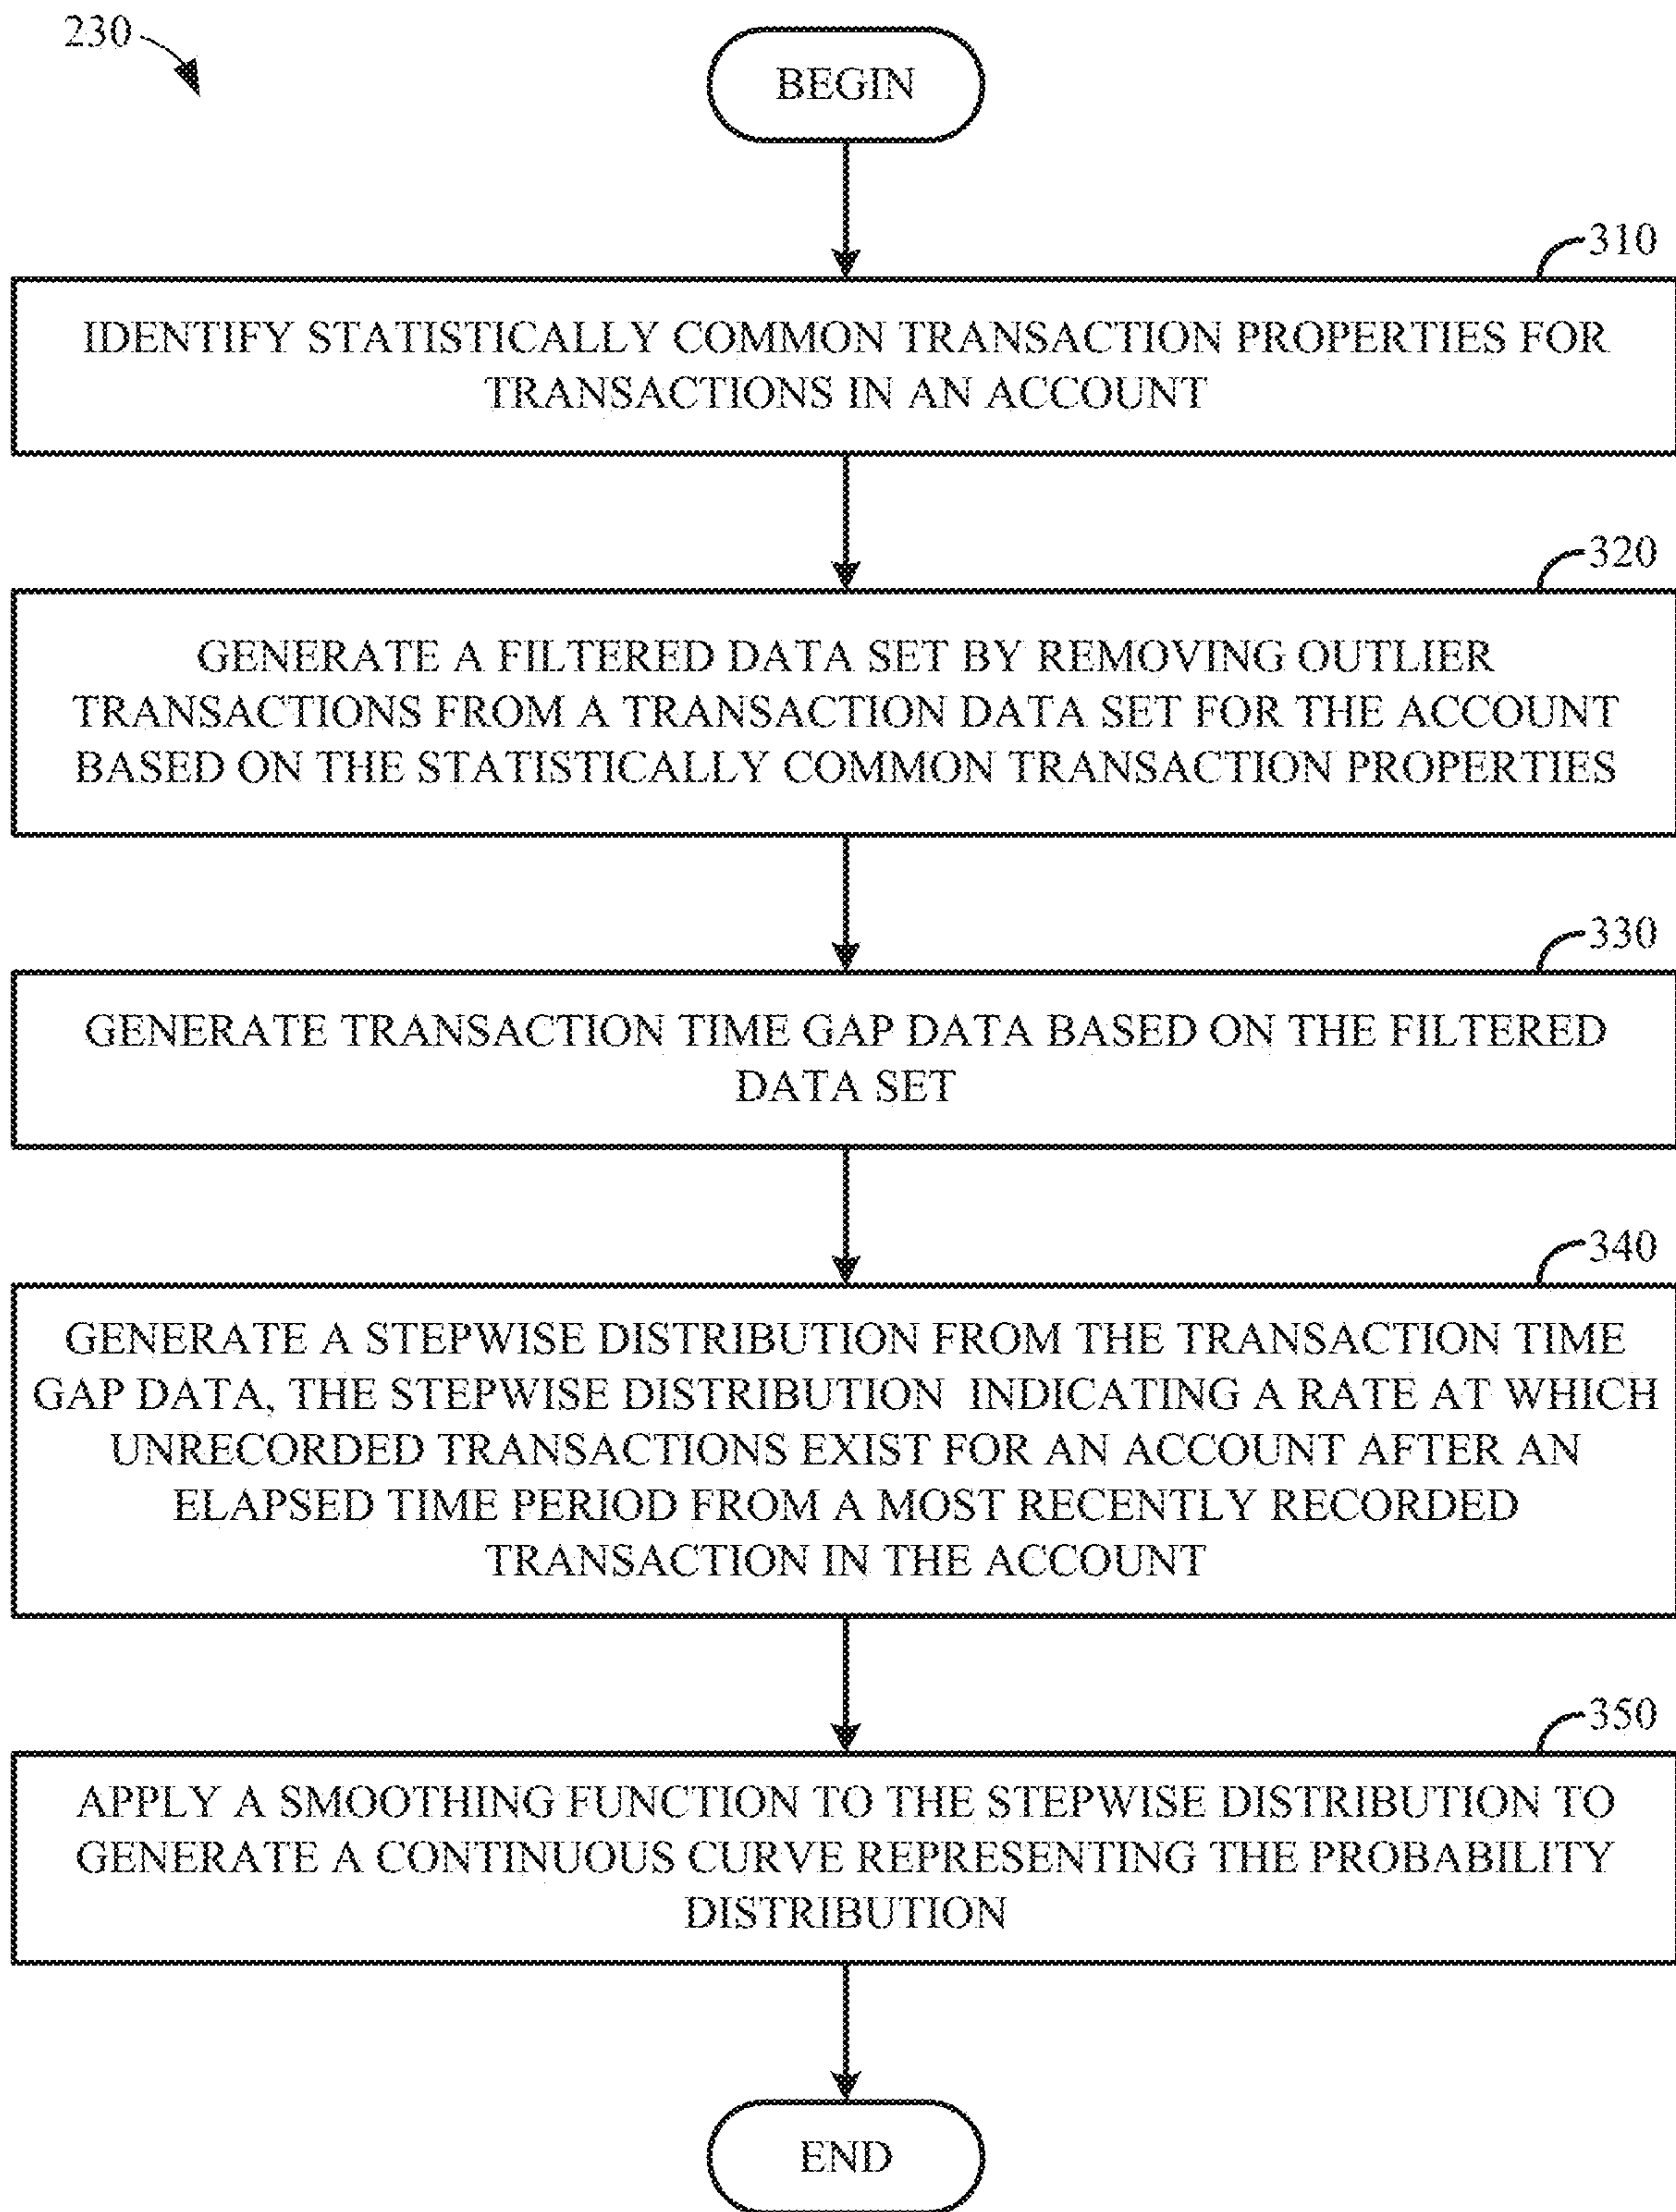 230
BEGIN
310
IDENTIFY STATISTICALLY COMMON TRANSACTION PROPERTIES FOR
TRANSACTIONS IN AN ACCOUNT
320
GENERATE A FILTERED DATA SET BY REMOVING OUTLIER
TRANSACTIONS FROM A TRANSACTION DATA SET FOR THE ACCOUNT
BASED ON THE STATISTICALLY COMMON TRANSACTION PROPERTIES
330
GENERATE TRANSACTION TIME GAP DATA BASED ON THE FILTERED
DATA SET
340
GENERATE A STEPWISE DISTRIBUTION FROM THE TRANSACTION TIME
GAP DATA, THE STEPWISE DISTRIBUTION INDICATING A RATE AT WHICH
UNRECORDED TRANSACTIONS EXIST FOR AN ACCOUNT AFTER AN
ELAPSED TIME PERIOD FROM A MOST RECENTLY RECORDED
TRANSACTION IN THE ACCOUNT
350
APPLY A SMOOTHING FUNCTION TO THE STEPWISE DISTRIBUTION TO
GENERATE A CONTINUOUS CURVE REPRESENTING THE PROBABILITY
DISTRIBUTION
END